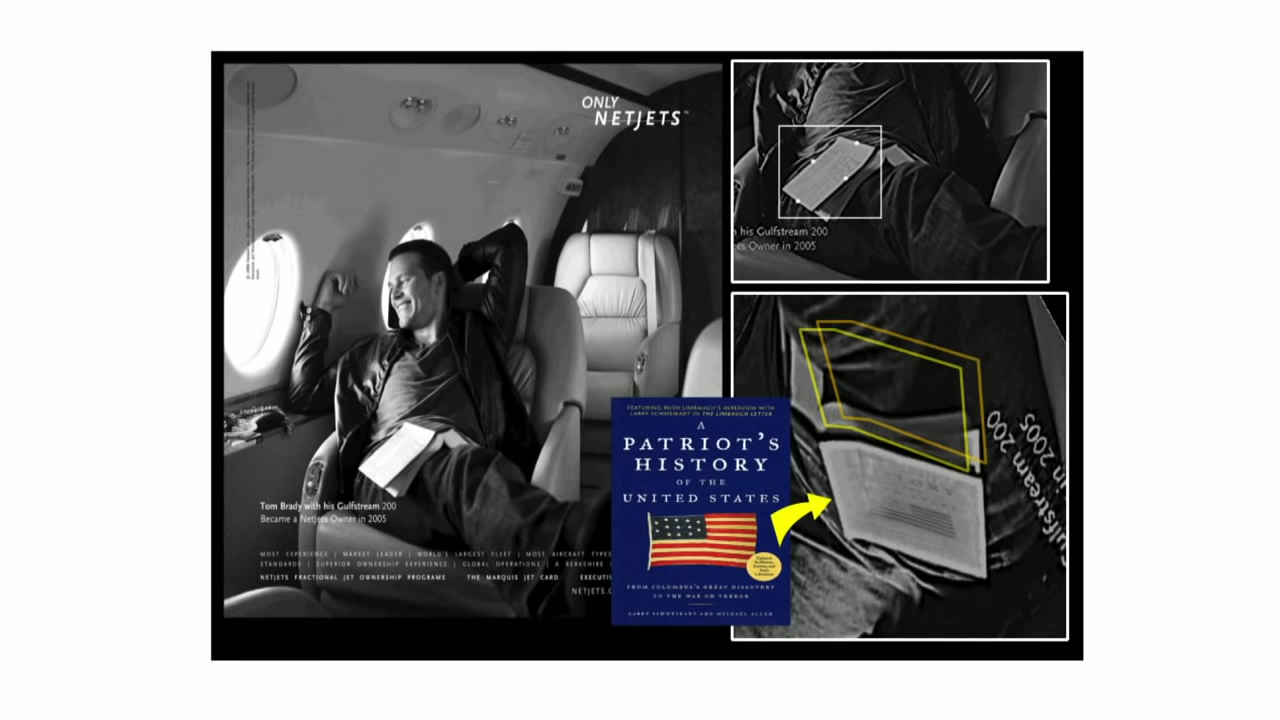 ONLY
NETJETS
Tom Brady with his Gulfstream 200
Became a NetJets Owner in 2005
MOST EXPERIENCE | MARKET LEADER | WORLD'S LARGEST FLEET | MOST AIRCRAFT TYPES
STANDARDS | SUPERIOR OWNERSHIP EXPERIENCE | GLOBAL OPERATIONS | A BERKSHIRE
NETJETS FRACTIONAL JET OWNERSHIP PROGRAMS THE MARQUIS JET CARD EXECUTIV
NETJETS.C
his Gulfstream 200
ets Owner in 2005
FEATURING RUSH LIMBAUGH'S INTERVIEW WITH
LARRY SCHWEIKART IN THE LIMBAUGH LETTER
A
PATRIOT'S
HISTORY
OF THE
UNITED STATES
FROM COLUMBUS'S GREAT DISCOVERY
TO THE WAR ON TERROR
LARRY SCHWEIKART AND MICHAEL ALLEN
ulfstream 200
in 2005